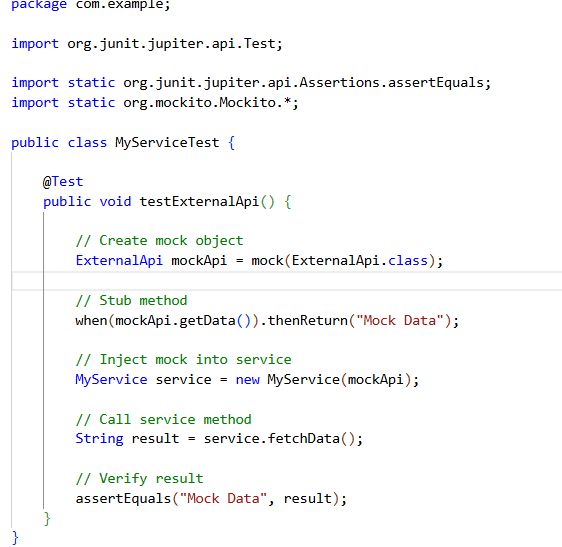 package com.example;
import org.junit.jupiter.api.Test;
import static org.junit.jupiter.api.Assertions.assertEquals;
import static org.mockito.Mockito.*;
public class MyServiceTest {
@Test
public void testExternalApi() {
// Create mock object
ExternalApi mockApi = mock(ExternalApi.class);
// Stub method
when(mockApi.getData()).thenReturn("Mock Data");
// Inject mock into service
MyService service = new MyService(mockApi);
// Call service method
String result = service.fetchData();
// Verify result
assertEquals("Mock Data", result);
}
}